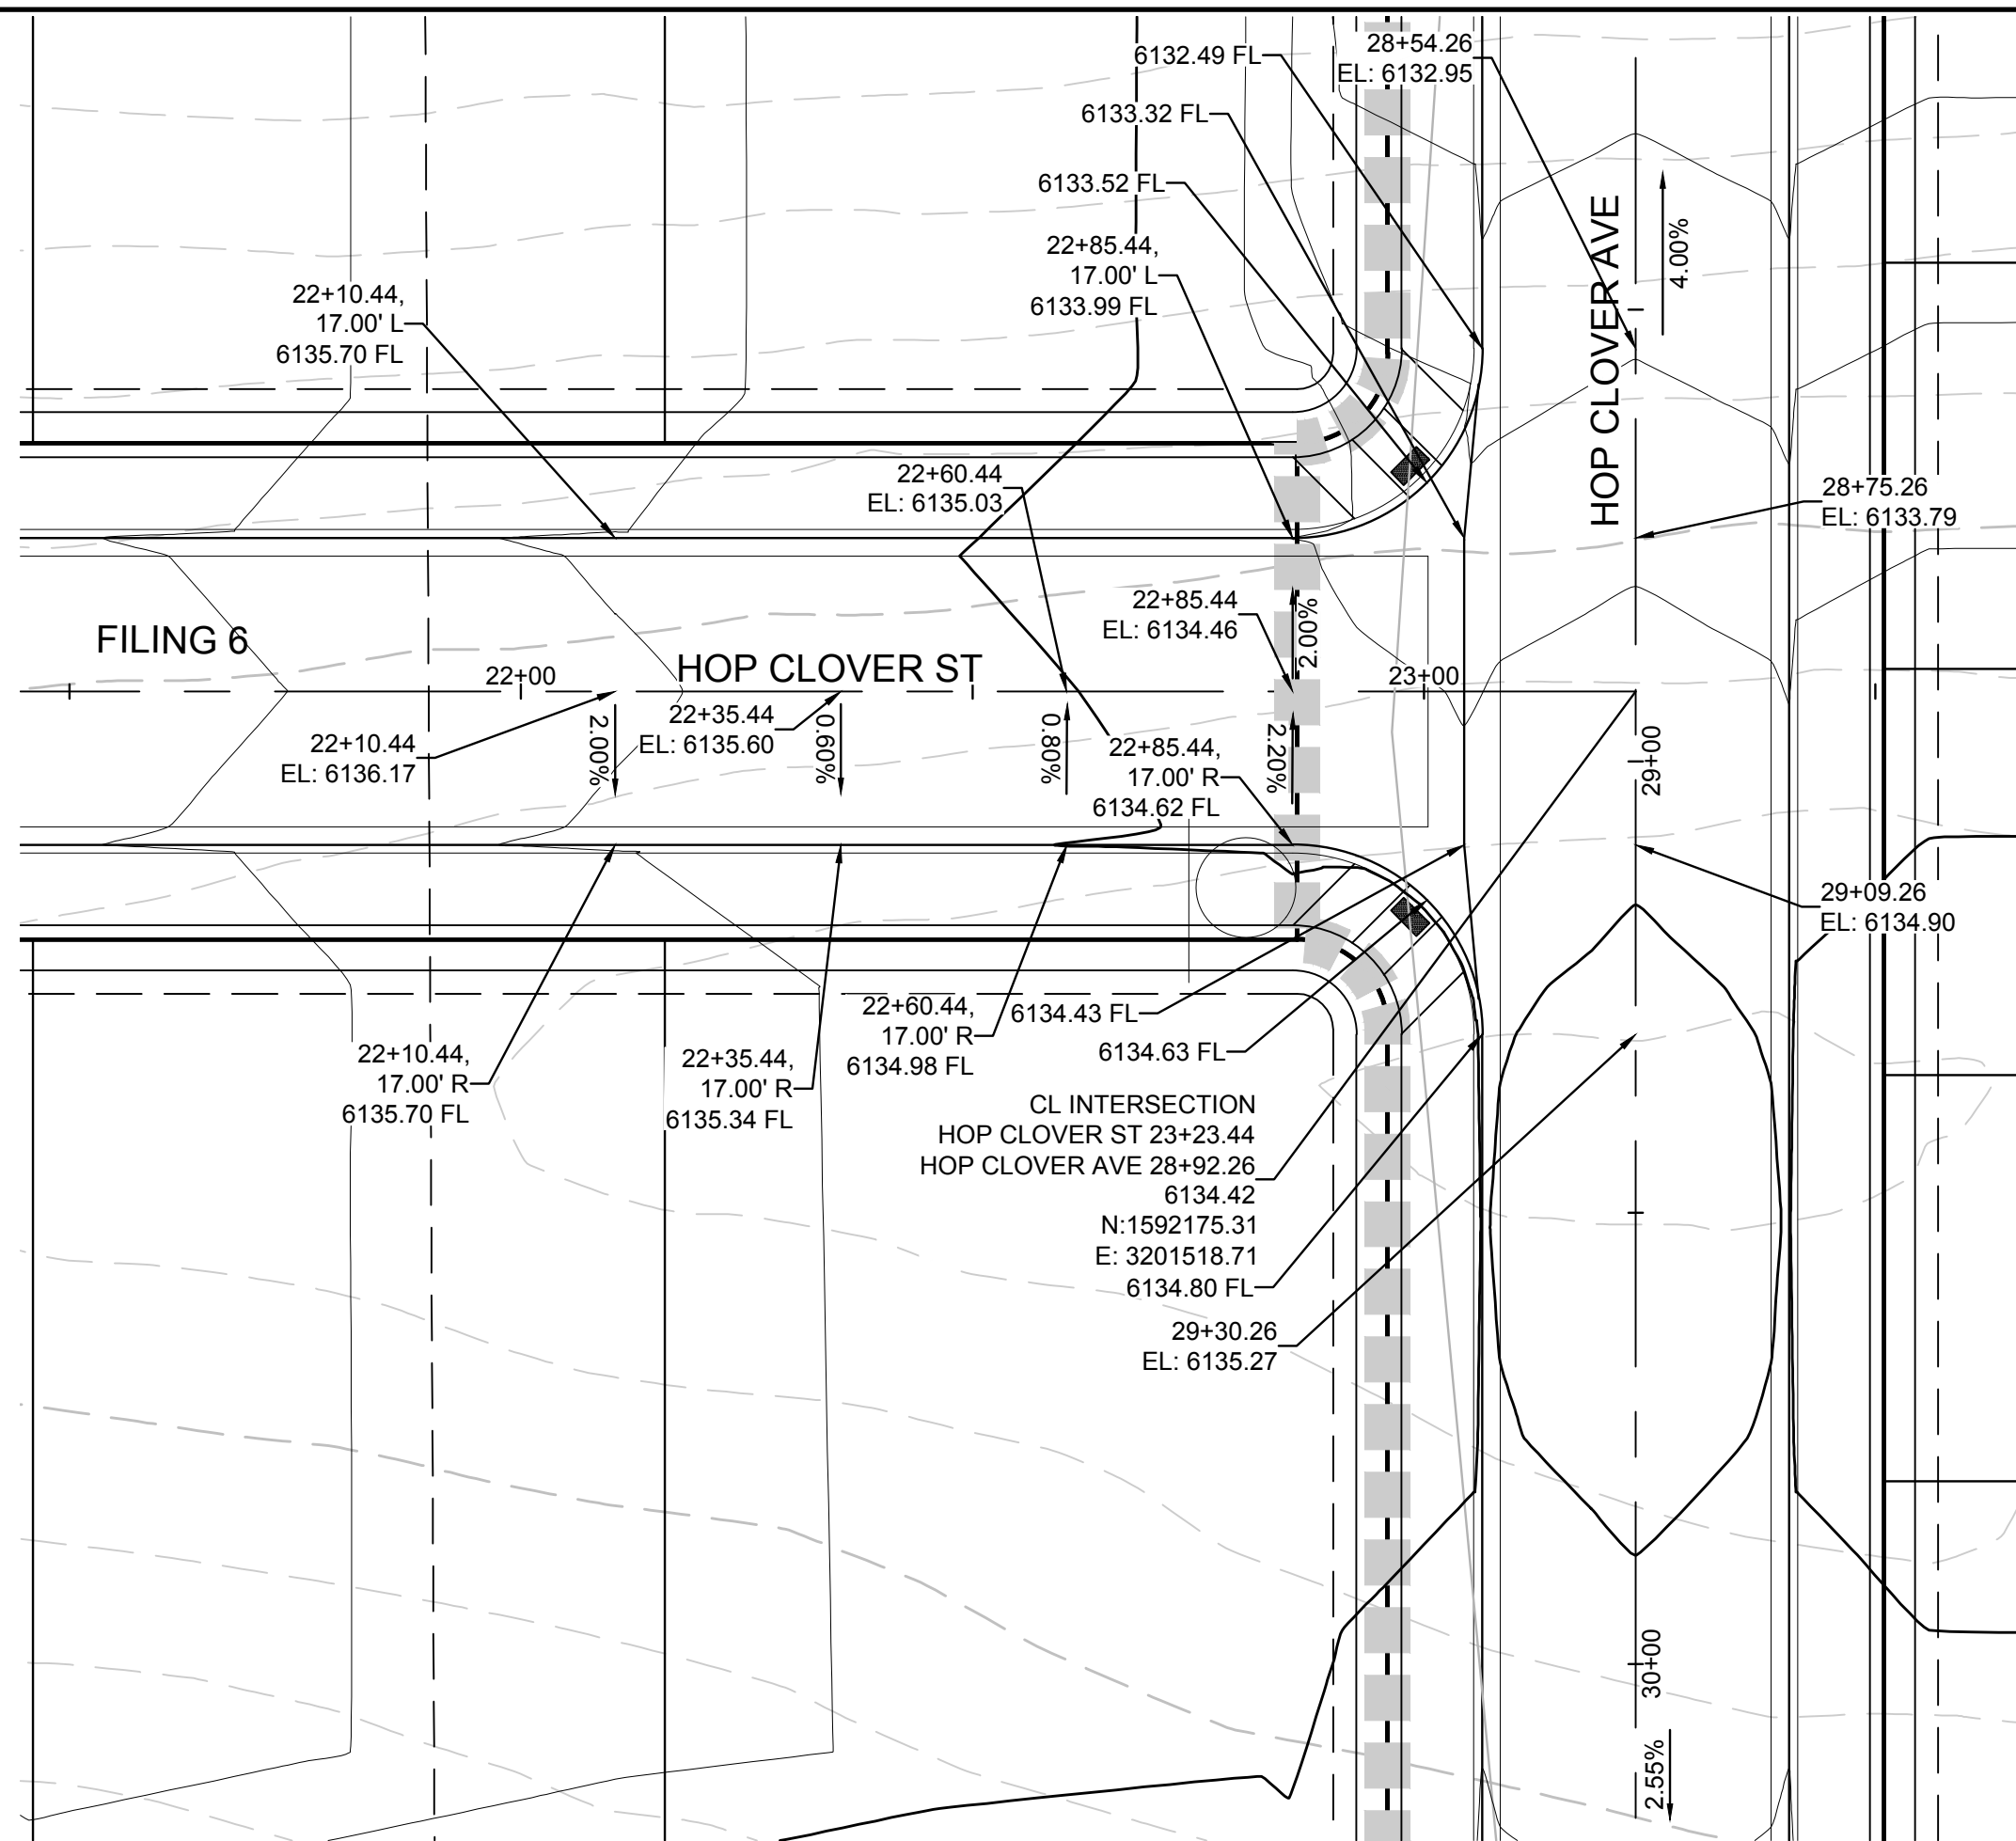 6132.49 FL
28+54.26
EL: 6132.95
6133.32 FL
6133.52 FL
22+85.44,
17.00' L
6133.99 FL
HOP CLOVER AVE
4.00%
22+10.44,
17.00' L
6135.70 FL
22+60.44
EL: 6135.03
28+75.26
EL: 6133.79
22+85.44
EL: 6134.46
2.00%
FILING 6
22+00
HOP CLOVER ST
23+00
22+10.44
EL: 6136.17
2.00%
22+35.44
EL: 6135.60
0.60%
0.80%
22+85.44,
17.00' R
6134.62 FL
2.20%
29+00
29+09.26
EL: 6134.90
22+10.44,
17.00' R
6135.70 FL
22+35.44,
17.00' R
6135.34 FL
22+60.44,
17.00' R
6134.98 FL
6134.43 FL
6134.63 FL
CL INTERSECTION
HOP CLOVER ST 23+23.44
HOP CLOVER AVE 28+92.26
6134.42
N:1592175.31
E: 3201518.71
6134.80 FL
29+30.26
EL: 6135.27
30+00
2.55%